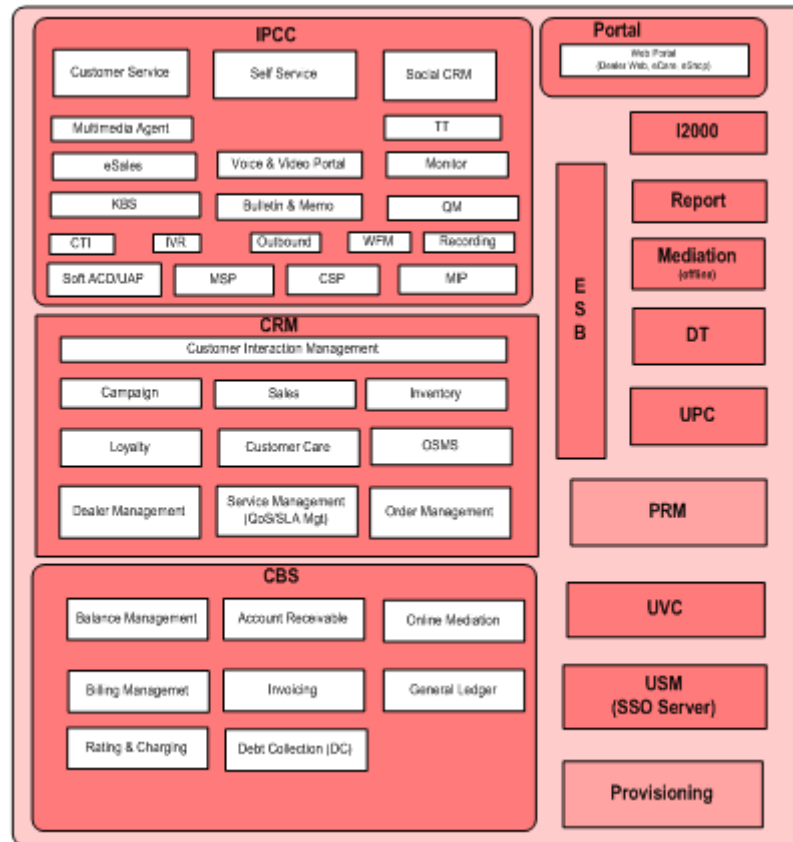 IPCC
Customer Service
Self Service
Social CRM
Multimedia Agent
TT
eSales
Voice & Video Portal
Monitor
KBS
Bulletin & Memo
QM
CTI
IVR
Outbound
WFM
Recording
Soft ACD/UAP
MSP
CSP
MIP
CRM
Customer Interaction Management
Campaign
Sales
Inventory
Loyalty
Customer Care
OSMS
Dealer Management
Service Management
(QoS/SLA Mgt)
Order Management
CBS
Balance Management
Account Receivable
Online Mediation
Billing Managemet
Invoicing
General Ledger
Rating & Charging
Debt Collection (DC)
Portal
Web Portal
(Dealer Web, eCare eShop)
I2000
E
S
B
Report
Mediation
(offline)
DT
UPC
PRM
UVC
USM
(SSO Server)
Provisioning